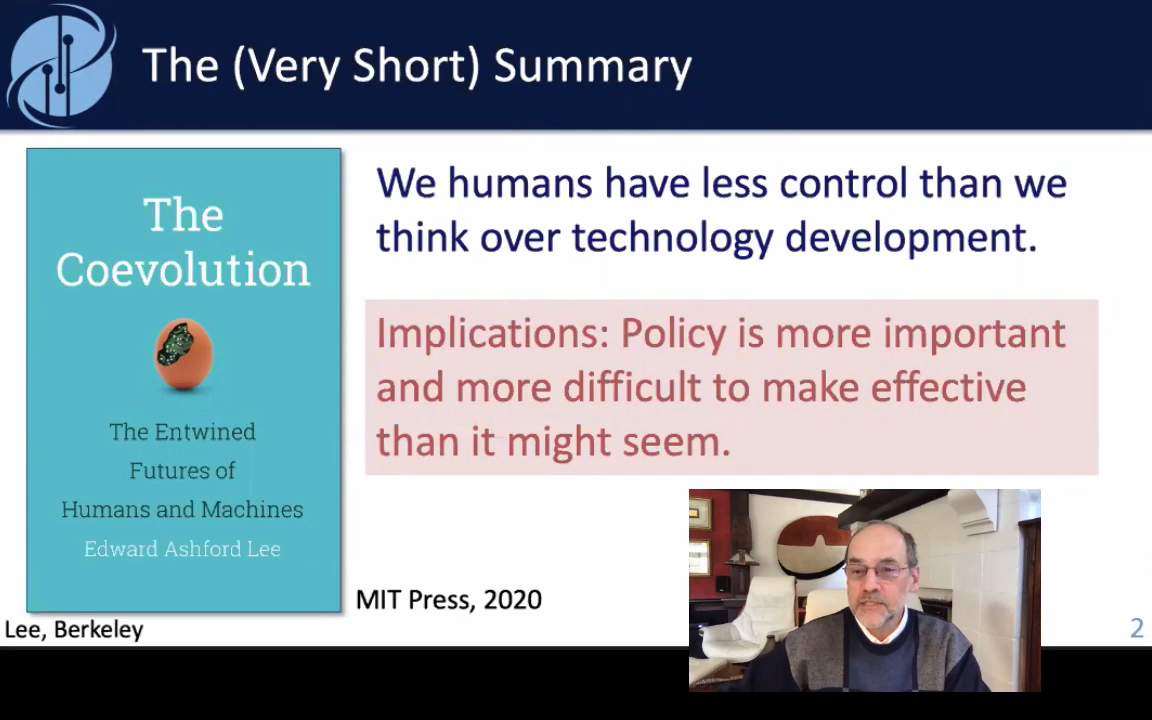 The (Very Short) Summary
The
Coevolution
The Entwined
Futures of
Humans and Machines
Edward Ashford Lee
We humans have less control than we
think over technology development.
Implications: Policy is more important
and more difficult to make effective
than it might seem.
MIT Press, 2020
Lee, Berkeley
2